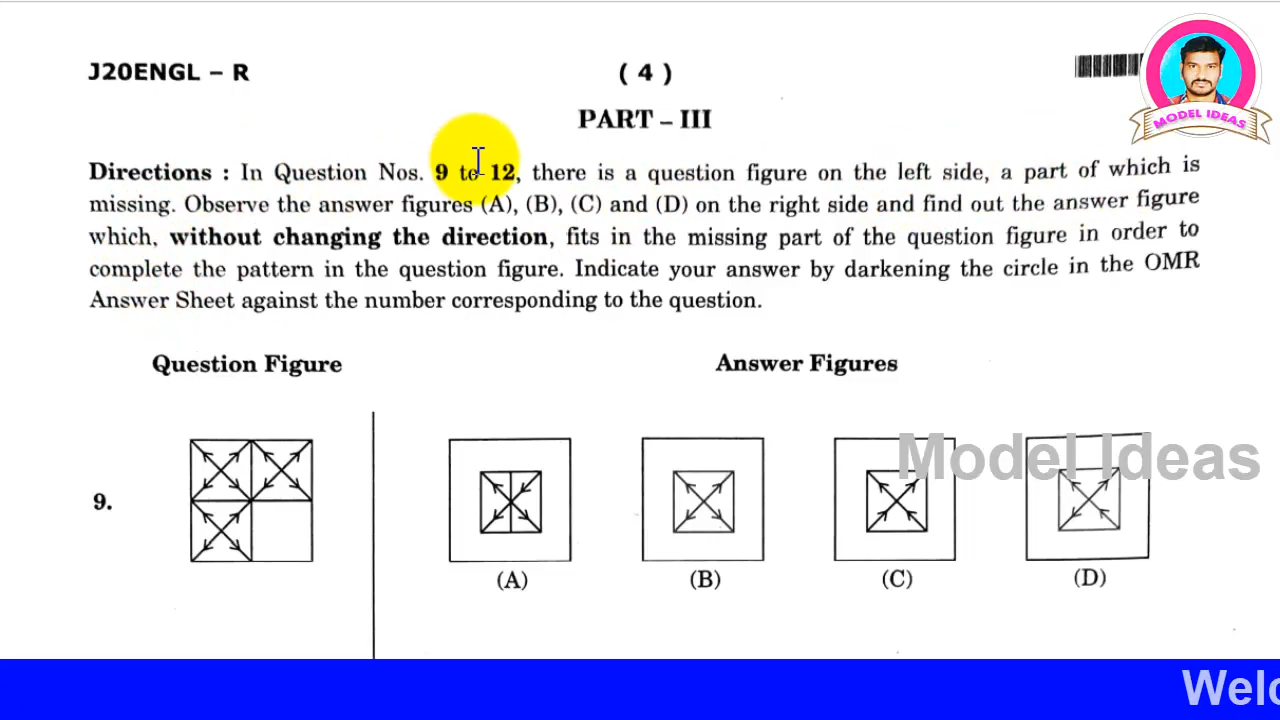 J20ENGL – R
( 4 )
MODEL IDEAS
PART – III
Directions : In Question Nos. 9 to 12, there is a question figure on the left side, a part of which is
missing. Observe the answer figures (A), (B), (C) and (D) on the right side and find out the answer figure
which, without changing the direction, fits in the missing part of the question figure in order to
complete the pattern in the question figure. Indicate your answer by darkening the circle in the OMR
Answer Sheet against the number corresponding to the question.
Question Figure
Answer Figures
Model Ideas
9.
(A)
(B)
(C)
(D)